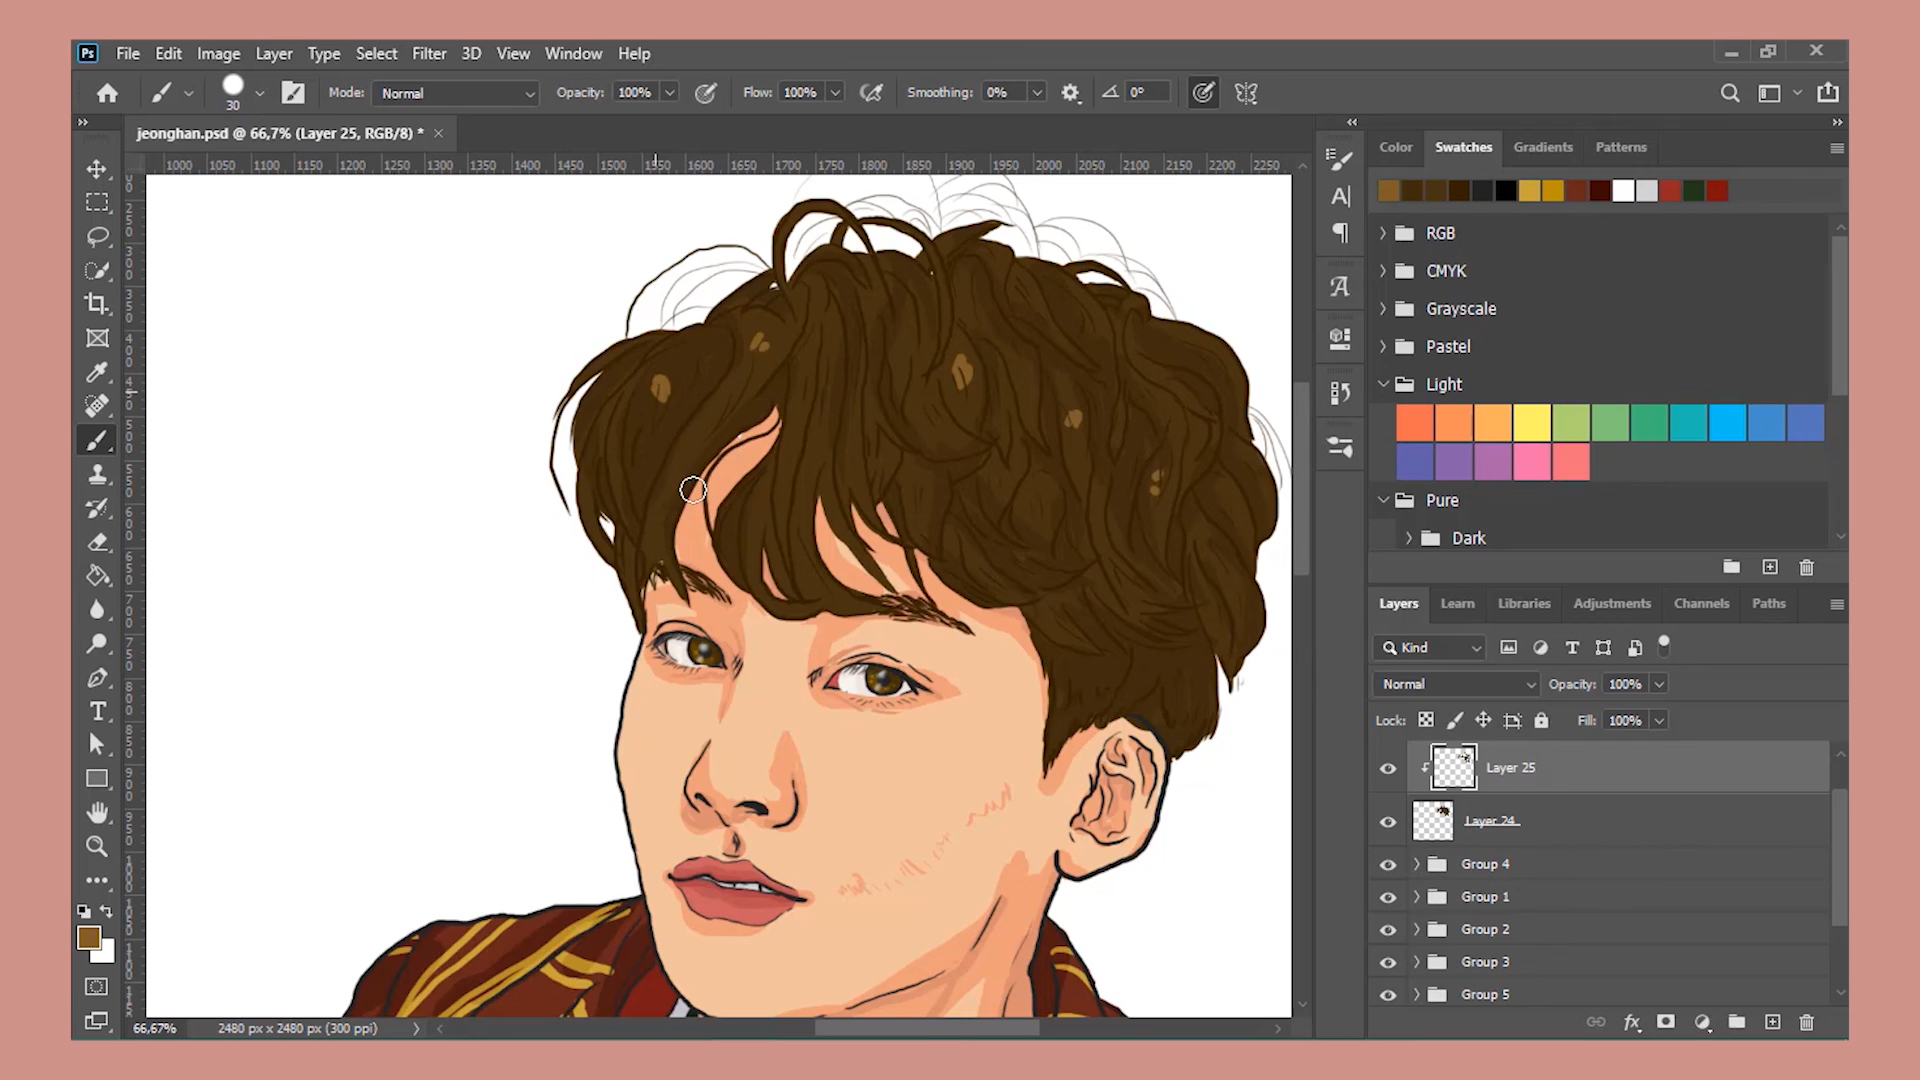 Ps File Edit Image Layer Type Select Filter 3D View Window Help
30 Mode: Normal Opacity: 100% Flow: 100% Smoothing: 0% 0°
jeonghan.psd @ 66,7% (Layer 25, RGB/8) *
1000 1050 1100 1150 1200 1250 1300 1350 1400 1450 1500 1550 1600 1650 1700 1750 1800 1850 1900 1950 2000 2050 2100 2150 2200 2250
Color Swatches Gradients Patterns
RGB
CMYK
Grayscale
Pastel
Light
Pure
Dark
Layers Learn Libraries Adjustments Channels Paths
Kind
Normal Opacity: 100%
Lock: Fill: 100%
Layer 25
Layer 24
Group 4
Group 1
Group 2
Group 3
Group 5
66,67% 2480 px x 2480 px (300 ppi)